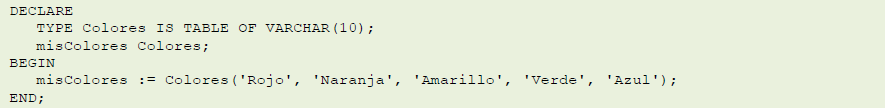 DECLARE
TYPE Colores IS TABLE OF VARCHAR(10);
misColores Colores;
BEGIN
misColores := Colores('Rojo', 'Naranja', 'Amarillo', 'Verde', 'Azul');
END;